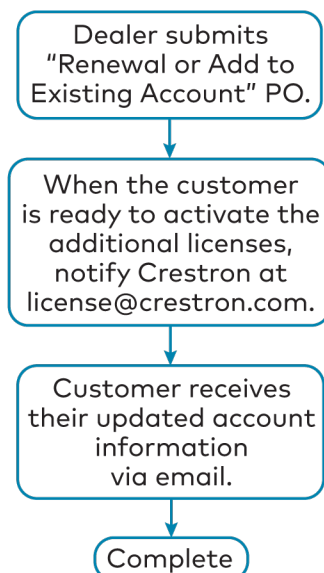 Dealer submits
“Renewal or Add to
Existing Account” PO.
When the customer
is ready to activate the
additional licenses,
notify Crestron at
license@crestron.com.
Customer receives
their updated account
information
via email.
Complete